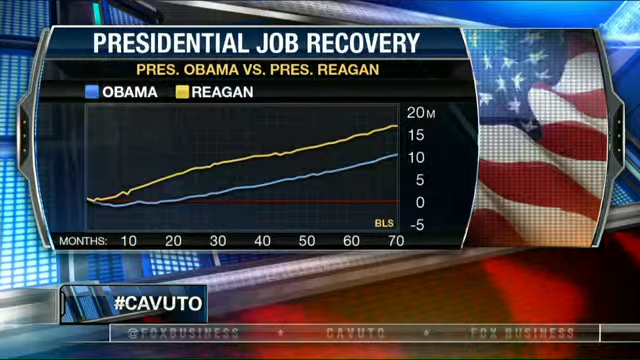 PRESIDENTIAL JOB RECOVERY
PRES. OBAMA VS. PRES. REAGAN
OBAMA REAGAN
20M
15
10
5
0
-5
BLS
MONTHS: 10 20 30 40 50 60 70
#CAVUTO
@FOXBUSINESS * CAVUTO * FOX BUSINESS